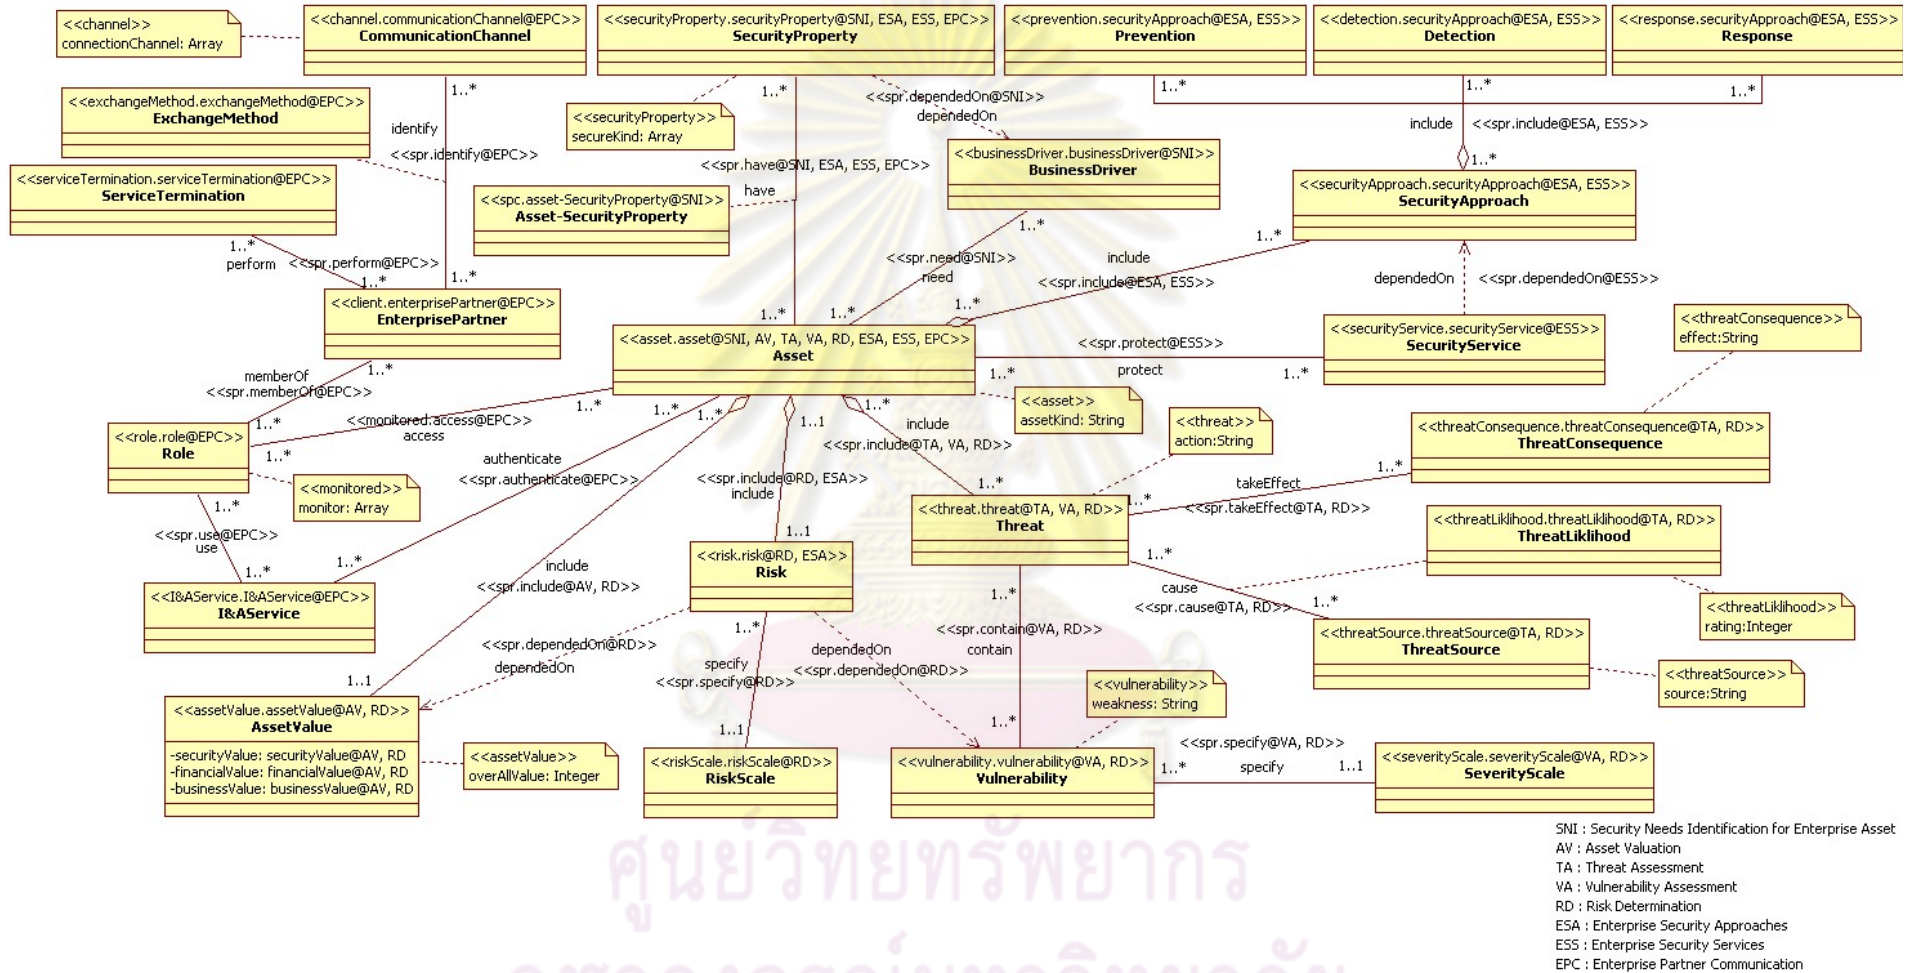 <<channel>>
connectionChannel: Array
<<channel.communicationChannel@EPC>>
CommunicationChannel
<<securityProperty.securityProperty@SNI, ESA, ESS, EPC>>
SecurityProperty
<<prevention.securityApproach@ESA, ESS>>
Prevention
<<detection.securityApproach@ESA, ESS>>
Detection
<<response.securityApproach@ESA, ESS>>
Response
1..*
1..*
1..*
1..*
1..*
<<exchangeMethod.exchangeMethod@EPC>>
ExchangeMethod
identify
<<spr.identify@EPC>>
<<securityProperty>>
secureKind: Array
<<spr.dependedOn@SNI>>
dependedOn
include
<<spr.include@ESA, ESS>>
1..*
<<serviceTermination.serviceTermination@EPC>>
ServiceTermination
<<spr.have@SNI, ESA, ESS, EPC>>
have
<<spc.asset-SecurityProperty@SNI>>
Asset-SecurityProperty
<<businessDriver.businessDriver@SNI>>
BusinessDriver
<<securityApproach.securityApproach@ESA, ESS>>
SecurityApproach
1..*
1..*
1..*
perform
<<spr.perform@EPC>>
1..*
1..*
<<spr.need@SNI>>
need
include
<<spr.include@ESA, ESS>>
dependedOn
<<spr.dependedOn@ESS>>
<<client.enterprisePartner@EPC>>
EnterprisePartner
1..*
1..*
1..*
<<asset.asset@SNI, AV, TA, VA, RD, ESA, ESS, EPC>>
Asset
<<securityService.securityService@ESS>>
SecurityService
<<threatConsequence>>
effect:String
<<spr.protect@ESS>>
protect
1..*
1..*
memberOf
<<spr.memberOf@EPC>>
1..*
1..*
<<monitored.access@EPC>>
access
1..*
1..*
1..*
1..*
1..1
1..*
<<asset>>
assetKind: String
<<threat>>
action:String
<<role.role@EPC>>
Role
<<monitored>>
monitor: Array
include
<<spr.include@TA, VA, RD>>
<<threatConsequence.threatConsequence@TA, RD>>
ThreatConsequence
authenticate
<<spr.authenticate@EPC>>
<<spr.include@RD, ESA>>
include
1..*
takeEffect
<<spr.takeEffect@TA, RD>>
1..*
1..*
1..*
<<spr.use@EPC>>
use
1..*
1..*
1..1
<<threat.threat@TA, VA, RD>>
Threat
<<threatLiklihood.threatLiklihood@TA, RD>>
ThreatLiklihood
<<risk.risk@RD, ESA>>
Risk
include
<<spr.include@AV, RD>>
<<I&AService.I&AService@EPC>>
I&AService
1..*
cause
<<spr.cause@TA, RD>>
1..*
<<threatLiklihood>>
rating:Integer
1..*
1..*
<<spr.contain@VA, RD>>
contain
<<threatSource.threatSource@TA, RD>>
ThreatSource
<<spr.dependedOn@RD>>
dependedOn
specify
<<spr.specify@RD>>
dependedOn
<<spr.dependedOn@RD>>
<<threatSource>>
source:String
1..1
<<vulnerability>>
weakness: String
<<assetValue.assetValue@AV, RD>>
AssetValue
-securityValue: securityValue@AV, RD
-financialValue: financialValue@AV, RD
-businessValue: businessValue@AV, RD
<<assetValue>>
overAllValue: Integer
1..1
1..*
<<riskScale.riskScale@RD>>
RiskScale
<<vulnerability.vulnerability@VA, RD>>
Vulnerability
<<spr.specify@VA, RD>>
1..*
specify
1..1
<<severityScale.severityScale@VA, RD>>
SeverityScale
SNI : Security Needs Identification for Enterprise Asset
AV : Asset Valuation
TA : Threat Assessment
VA : Vulnerability Assessment
RD : Risk Determination
ESA : Enterprise Security Approaches
ESS : Enterprise Security Services
EPC : Enterprise Partner Communication
ศูนย์วิทยทรัพยากร